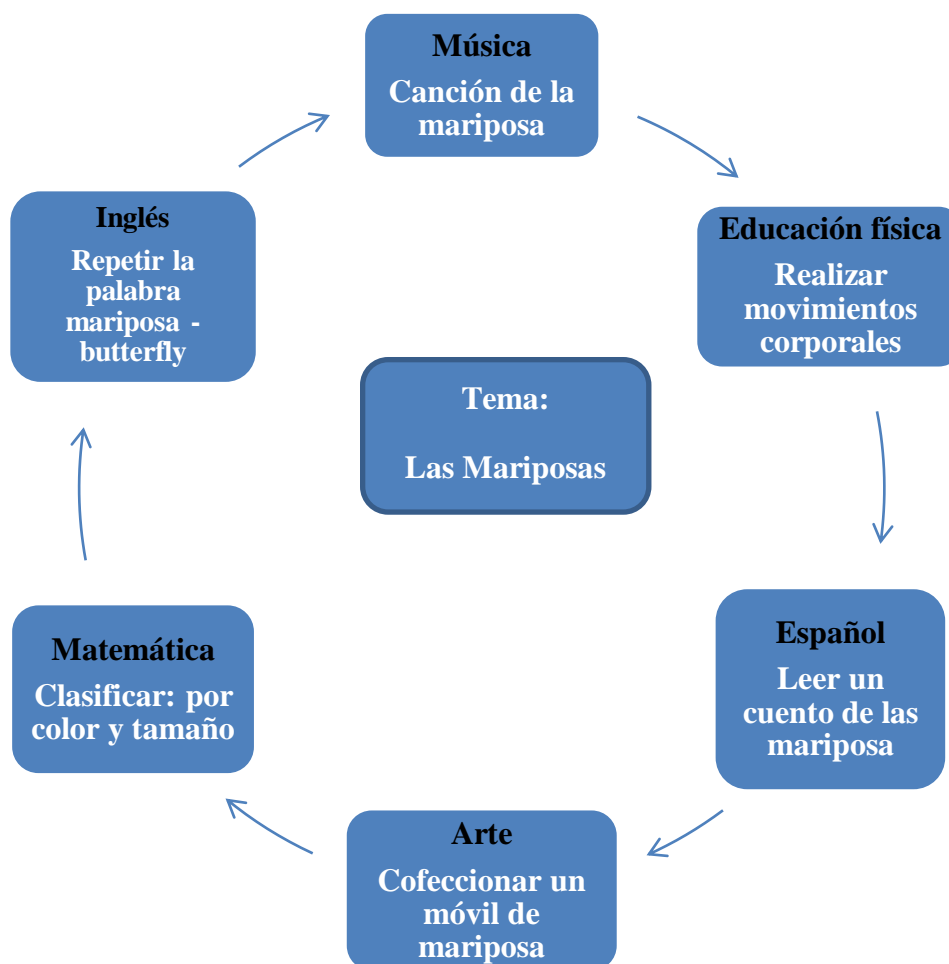 Música
Canción de la
mariposa
Educación física
Realizar
movimientos
corporales
Español
Leer un
cuento de las
mariposa
Arte
Cofeccionar un
móvil de
mariposa
Matemática
Clasificar: por
color y tamaño
Inglés
Repetir la
palabra
mariposa -
butterfly
Tema:
Las Mariposas